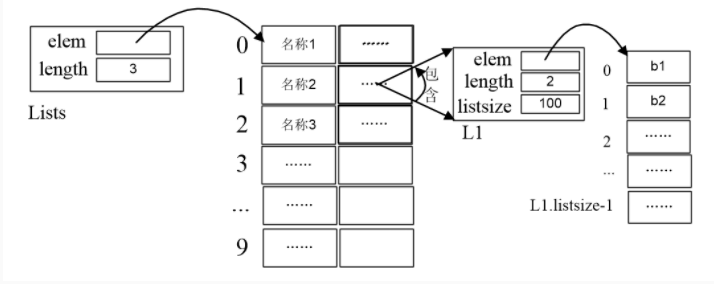 elem
length 3
Lists
0 名称1 ……
1 名称2 ……
2 名称3 ……
3 ……
... ……
9 ……
包含
elem
length 2
listsize 100
L1
0 b1
1 b2
2 ……
... ……
L1.listsize-1 ……